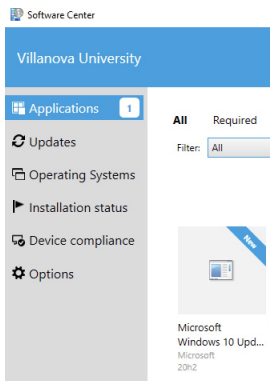 Software Center
Villanova University
Applications 1
Updates
Operating Systems
Installation status
Device compliance
Options
All Required
Filter: All
New
Microsoft
Windows 10 Upd...
Microsoft
20h2